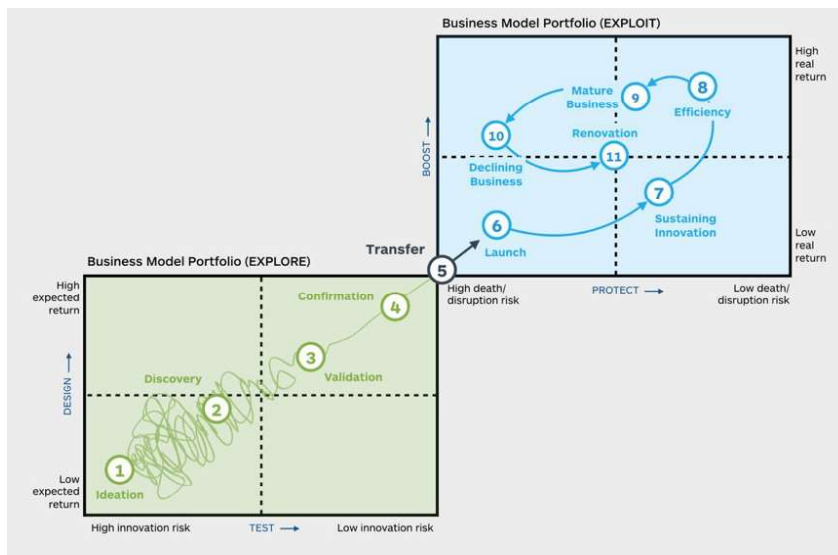 Business Model Portfolio (EXPLOIT)
High
real
return
8
Mature
Business
9
Efficiency
10
Renovation
BOOST →
11
Declining
Business
7
6
Sustaining
Innovation
Launch
Low
real
return
Transfer
5
High death/
disruption risk
PROTECT →
Low death/
disruption risk
Business Model Portfolio (EXPLORE)
High
expected
return
Confirmation
4
3
Discovery
Validation
DESIGN →
2
1
Ideation
Low
expected
return
High innovation risk
TEST →
Low innovation risk